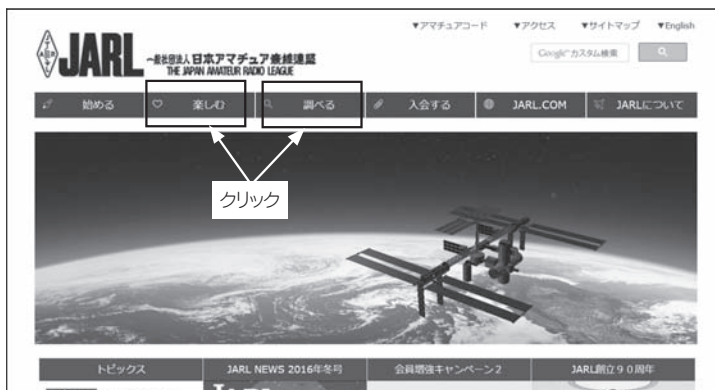 ▼アマチュアコード ▼アクセス ▼サイトマップ ▼English
JARL 一般社団法人 日本アマチュア無線連盟
THE JAPAN AMATEUR RADIO LEAGUE
Google カスタム検索
始める 楽しむ 調べる 入会する JARL.COM JARLについて
クリック
トピックス JARL NEWS 2016年冬号 会員増強キャンペーン2 JARL創立90周年